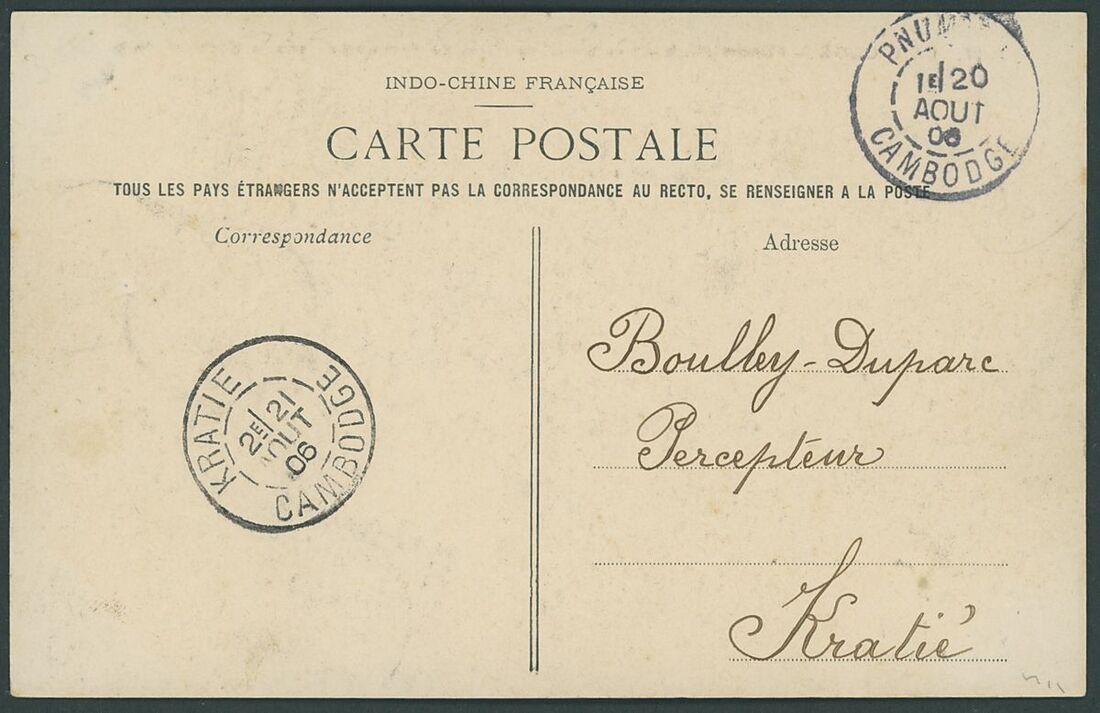 INDO-CHINE FRANÇAISE
CARTE POSTALE
TOUS LES PAYS ÉTRANGERS N'ACCEPTENT PAS LA CORRESPONDANCE AU RECTO, SE RENSEIGNER A LA POSTE
PNUM
1E/ 20
AOUT
06
CAMBODGE
Correspondance
Adresse
Boulley-Duparc
Percepteur
Kratié
KRATIE
2E/ 21
AOUT
06
CAMBODGE